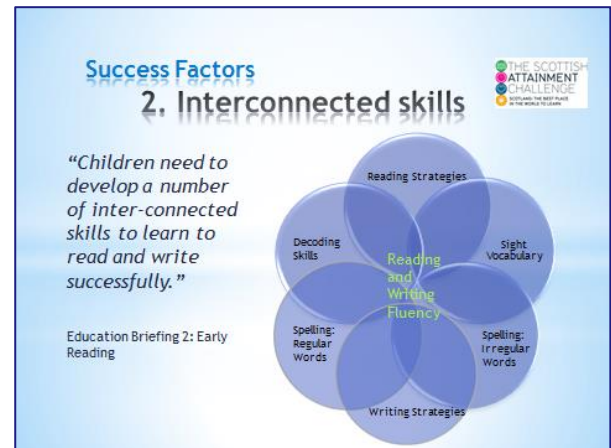 Success Factors
2. Interconnected skills
THE SCOTTISH
ATTAINMENT
CHALLENGE
SCOTLAND: THE BEST PLACE
IN THE WORLD TO LEARN
“Children need to
develop a number
of inter-connected
skills to learn to
read and write
successfully.”
Education Briefing 2: Early
Reading
Reading Strategies
Decoding
Skills
Sight
Vocabulary
Reading
and
Writing
Fluency
Spelling:
Regular
Words
Spelling:
Irregular
Words
Writing Strategies